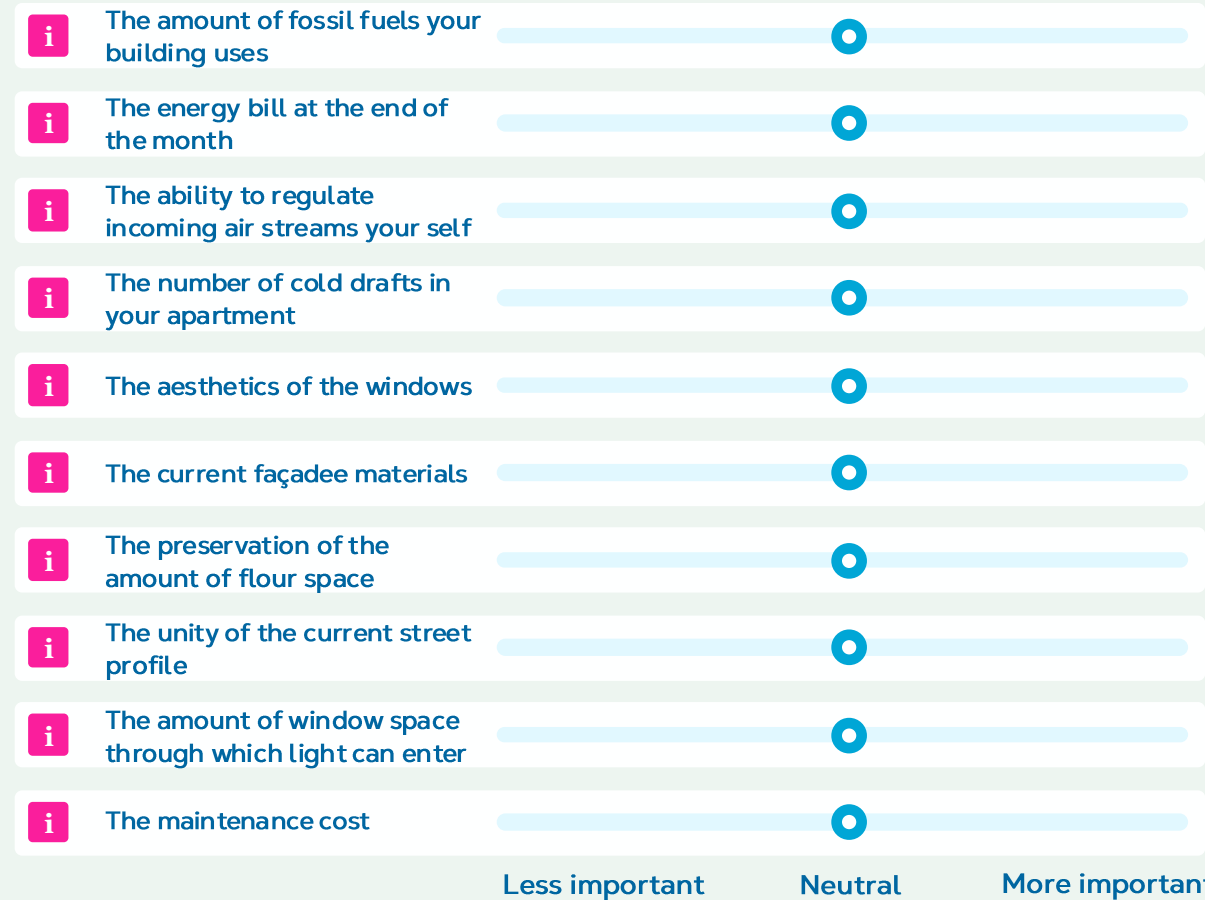 i
The amount of fossil fuels your
building uses
i
The energy bill at the end of
the month
i
The ability to regulate
incoming air streams your self
i
The number of cold drafts in
your apartment
i
The aesthetics of the windows
i
The current façadee materials
i
The preservation of the
amount of flour space
i
The unity of the current street
profile
i
The amount of window space
through which light can enter
i
The maintenance cost
Less important
Neutral
More important